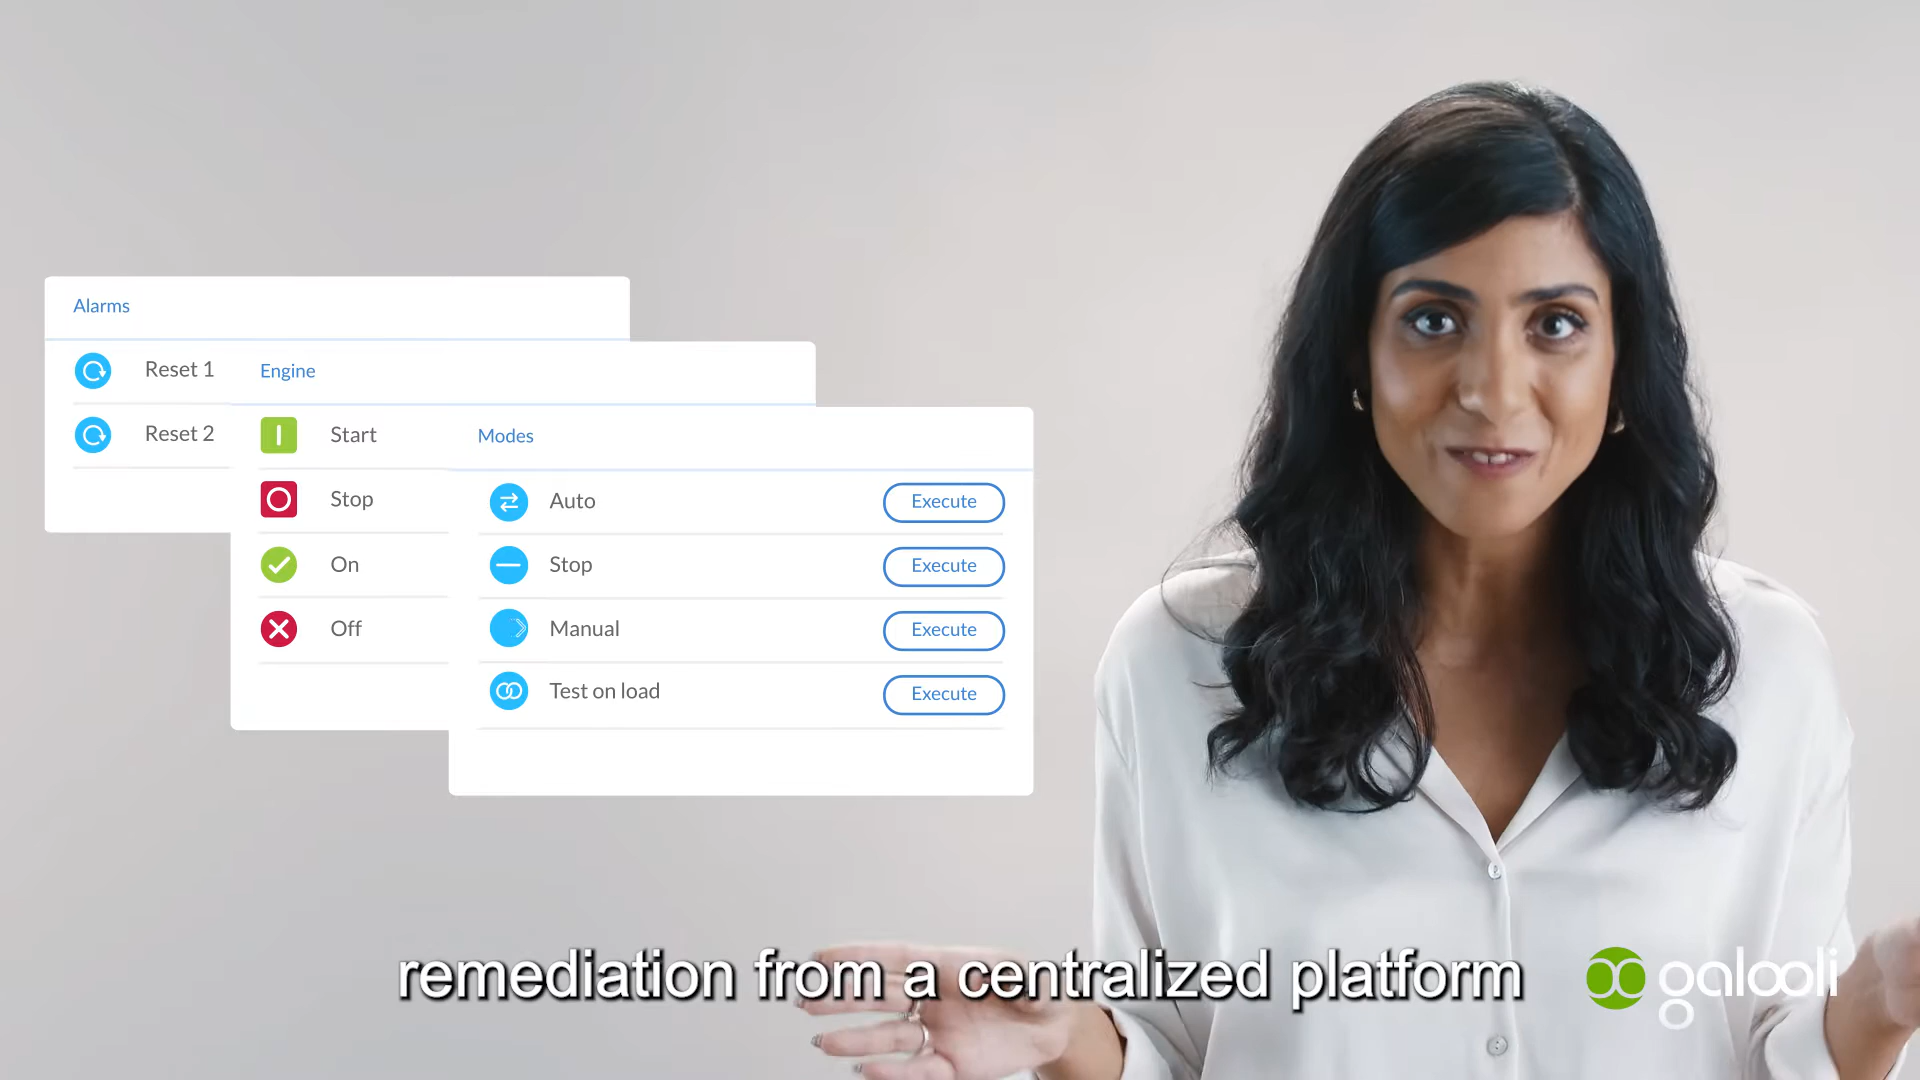 Alarms
Reset 1
Reset 2
Engine
Start
Stop
On
Off
Modes
Auto Execute
Stop Execute
Manual Execute
Test on load Execute
remediation from a centralized platform
galooli